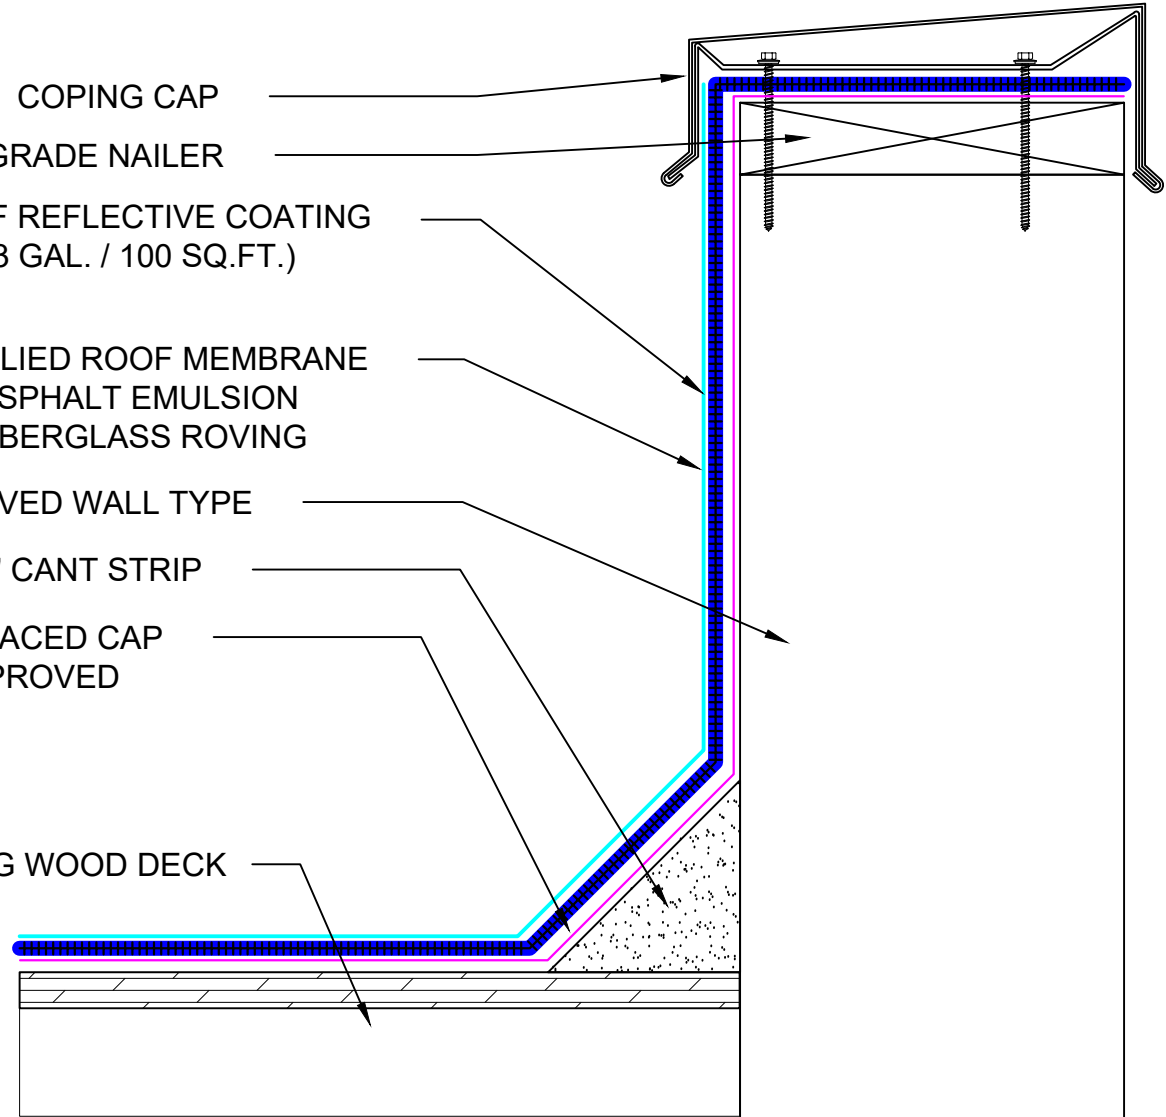 COPING CAP
GRADE NAILER
F REFLECTIVE COATING
3 GAL. / 100 SQ.FT.)
LIED ROOF MEMBRANE
SPHALT EMULSION
BERGLASS ROVING
VED WALL TYPE
" CANT STRIP
ACED CAP
PROVED
G WOOD DECK